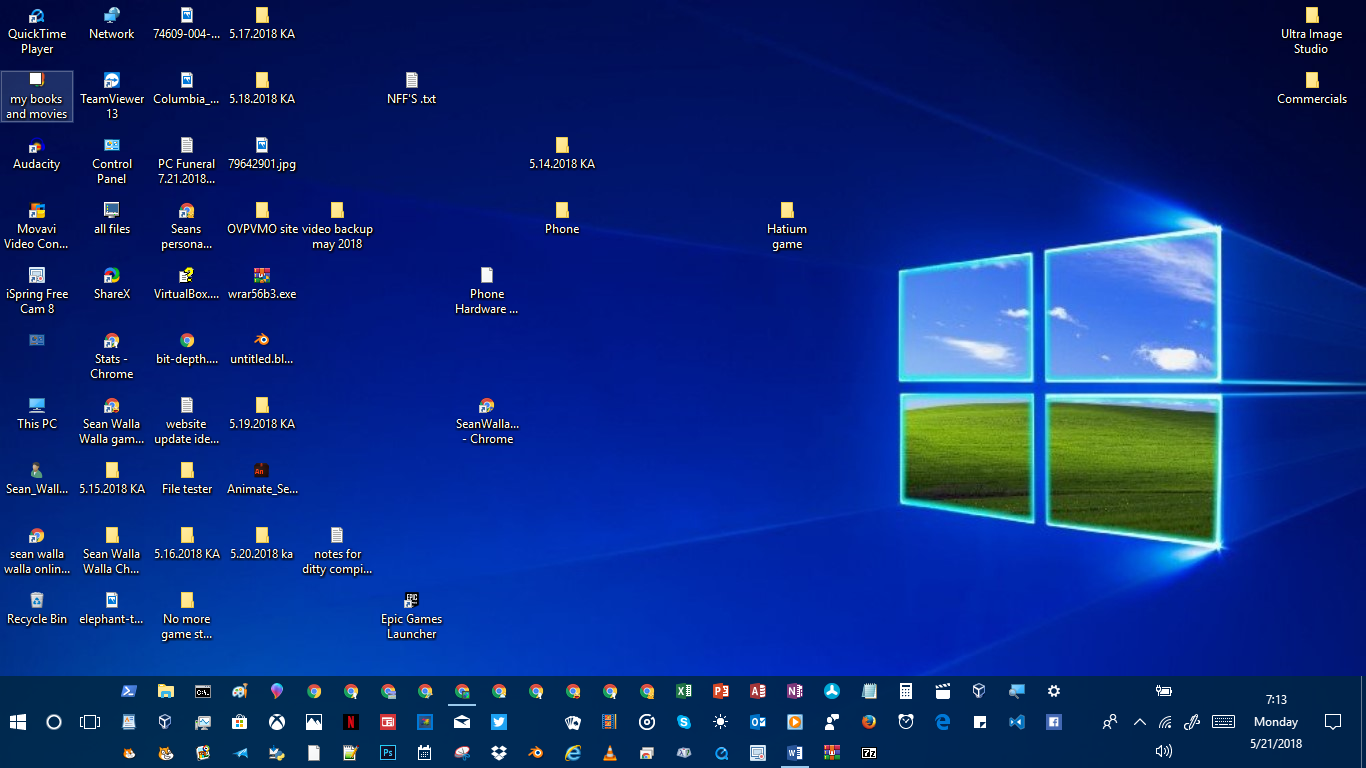 QuickTime
Player
Network
74609-004-...
5.17.2018 KA
Ultra Image
Studio
my books
and movies
TeamViewer
13
Columbia_...
5.18.2018 KA
NFF'S .txt
Commercials
Audacity
Control
Panel
PC Funeral
7.21.2018...
79642901.jpg
5.14.2018 KA
Movavi
Video Con...
all files
Seans
persona...
OVPVMO site
video backup
may 2018
Phone
Hatium
game
iSpring Free
Cam 8
ShareX
VirtualBox....
wrar56b3.exe
Phone
Hardware ...
Stats -
Chrome
bit-depth....
untitled.bl...
This PC
Sean Walla
Walla gam...
website
update ide...
5.19.2018 KA
SeanWalla...
- Chrome
Sean_Wall...
5.15.2018 KA
File tester
Animate_Se...
sean walla
walla onlin...
Sean Walla
Walla Ch...
5.16.2018 KA
5.20.2018 ka
notes for
ditty compi...
Recycle Bin
elephant-t...
No more
game st...
EPIC
Epic Games
Launcher
7:13
Monday
5/21/2018